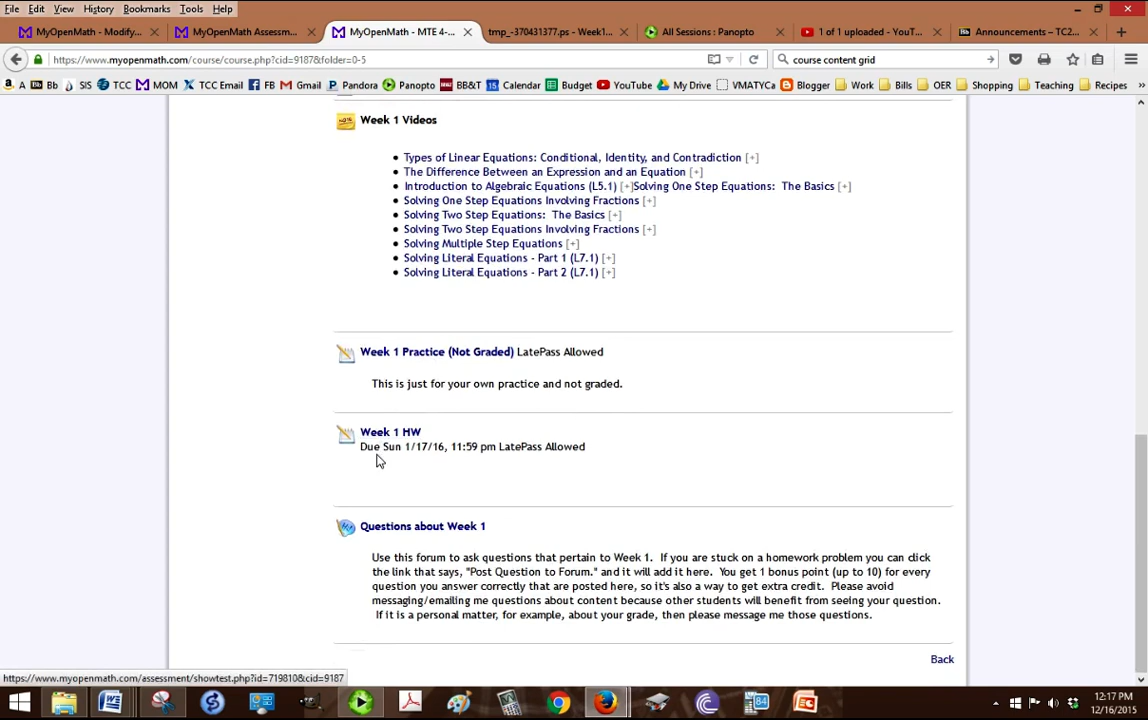 File Edit View History Bookmarks Tools Help
MyOpenMath - Modify... MyOpenMath Assessm... MyOpenMath - MTE 4-... tmp_-370431377.ps - Week1... All Sessions : Panopto 1 of 1 uploaded - YouT... Announcements – TC2...
https://www.myopenmath.com/course/course.php?cid=9187&folder=0-5 course content grid
Bb SIS TCC MOM TCC Email FB Gmail Pandora Panopto BB&T Calendar Budget YouTube My Drive VMATYCa Blogger Work Bills OER Shopping Teaching Recipes
Week 1 Videos
Types of Linear Equations: Conditional, Identity, and Contradiction [+]
The Difference Between an Expression and an Equation [+]
Introduction to Algebraic Equations (L5.1) [+]Solving One Step Equations: The Basics [+]
Solving One Step Equations Involving Fractions [+]
Solving Two Step Equations: The Basics [+]
Solving Two Step Equations Involving Fractions [+]
Solving Multiple Step Equations [+]
Solving Literal Equations - Part 1 (L7.1) [+]
Solving Literal Equations - Part 2 (L7.1) [+]
Week 1 Practice (Not Graded) LatePass Allowed
This is just for your own practice and not graded.
Week 1 HW
Due Sun 1/17/16, 11:59 pm LatePass Allowed
Questions about Week 1
Use this forum to ask questions that pertain to Week 1. If you are stuck on a homework problem you can click
the link that says, "Post Question to Forum." and it will add it here. You get 1 bonus point (up to 10) for every
question you answer correctly that are posted here, so it's also a way to get extra credit. Please avoid
messaging/emailing me questions about content because other students will benefit from seeing your question.
If it is a personal matter, for example, about your grade, then please message me those questions.
Back
https://www.myopenmath.com/assessment/showtest.php?id=719810&cid=9187
84
12:17 PM
12/16/2015